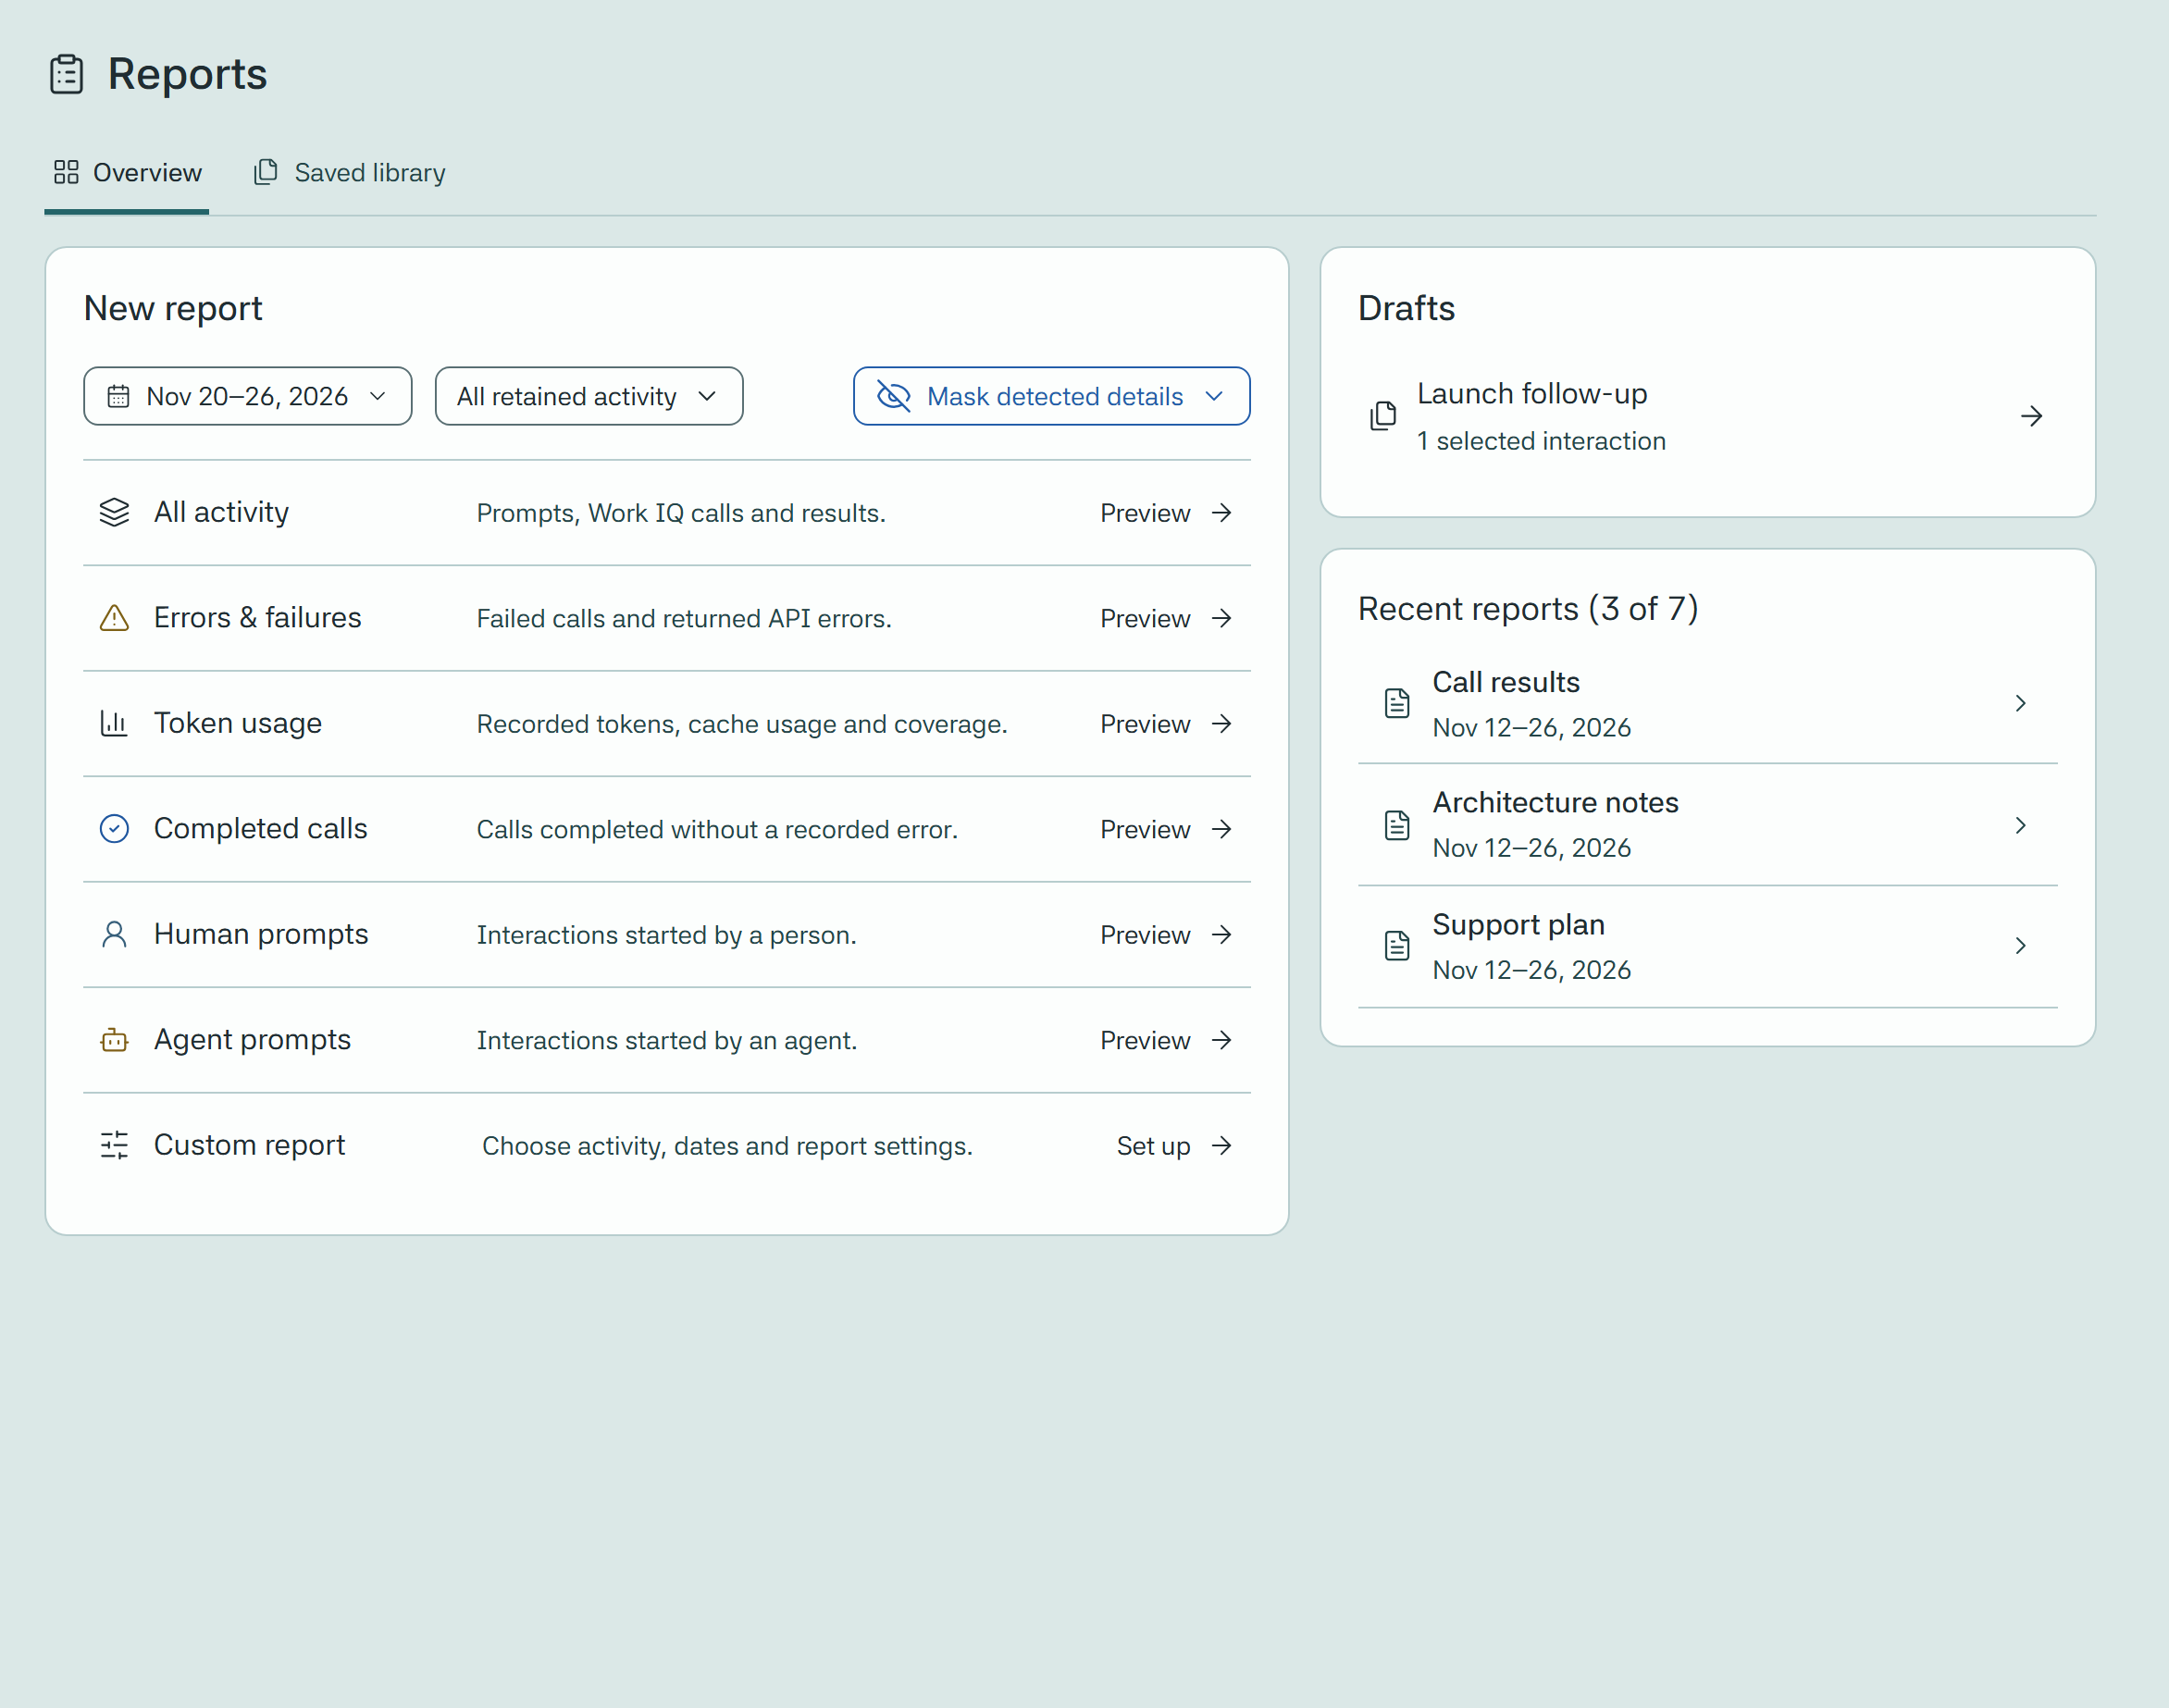 Reports
Overview
Saved library
New report
Nov 20–26, 2026
All retained activity
Mask detected details
All activity
Prompts, Work IQ calls and results.
Preview
Errors & failures
Failed calls and returned API errors.
Preview
Token usage
Recorded tokens, cache usage and coverage.
Preview
Completed calls
Calls completed without a recorded error.
Preview
Human prompts
Interactions started by a person.
Preview
Agent prompts
Interactions started by an agent.
Preview
Custom report
Choose activity, dates and report settings.
Set up
Drafts
Launch follow-up
1 selected interaction
Recent reports (3 of 7)
Call results
Nov 12–26, 2026
Architecture notes
Nov 12–26, 2026
Support plan
Nov 12–26, 2026